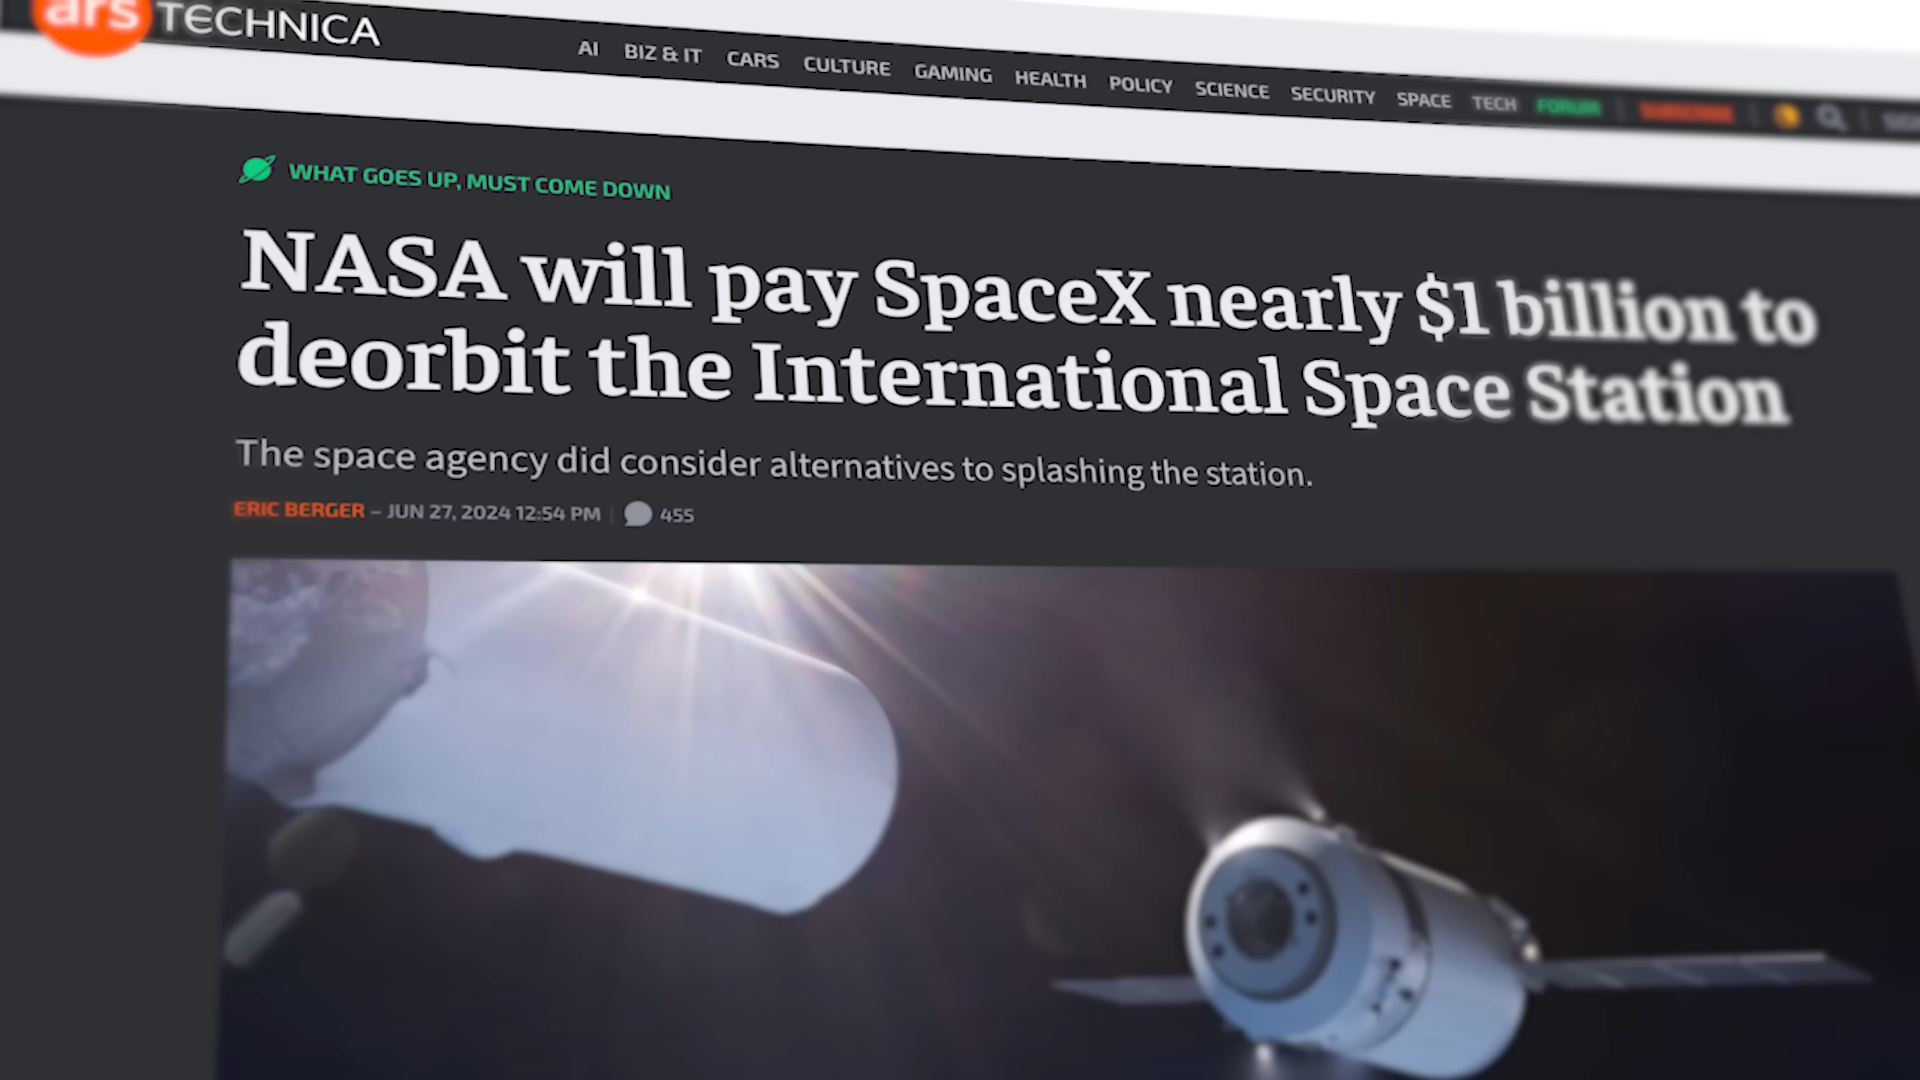 ars TECHNICA
AI BIZ & IT CARS CULTURE GAMING HEALTH POLICY SCIENCE SECURITY SPACE TECH FORUM SUBSCRIBE
WHAT GOES UP, MUST COME DOWN
NASA will pay SpaceX nearly $1 billion to
deorbit the International Space Station
The space agency did consider alternatives to splashing the station.
ERIC BERGER – JUN 27, 2024 12:54 PM | 455